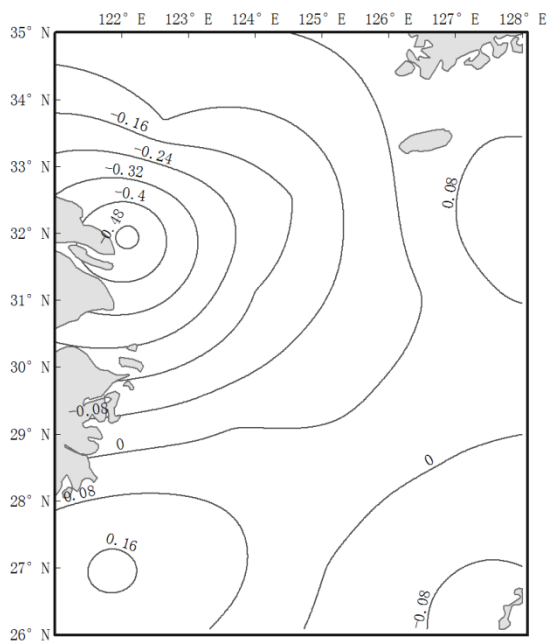 122° E 123° E 124° E 125° E 126° E 127° E 128° E
35° N
34° N
-0.16
33° N
-0.24
-0.32
0.08
-0.4
-0.48
32° N
31° N
30° N
-0.08
29° N
0
0
0.08
28° N
0.16
27° N
-0.08
26° N